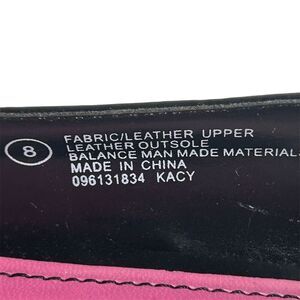 8
FABRIC/LEATHER UPPER
LEATHER OUTSOLE
BALANCE MAN MADE MATERIAL
MADE IN CHINA
096131834 KACY